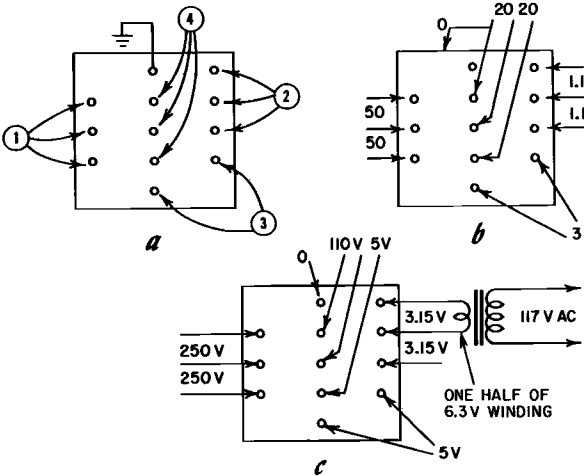 4
1
2
3
a
0
20 20
50
50
1.1
1.1
3
b
0
110V 5V
250V
250V
3.15V
3.15V
117V AC
ONE HALF OF
6.3V WINDING
5V
c